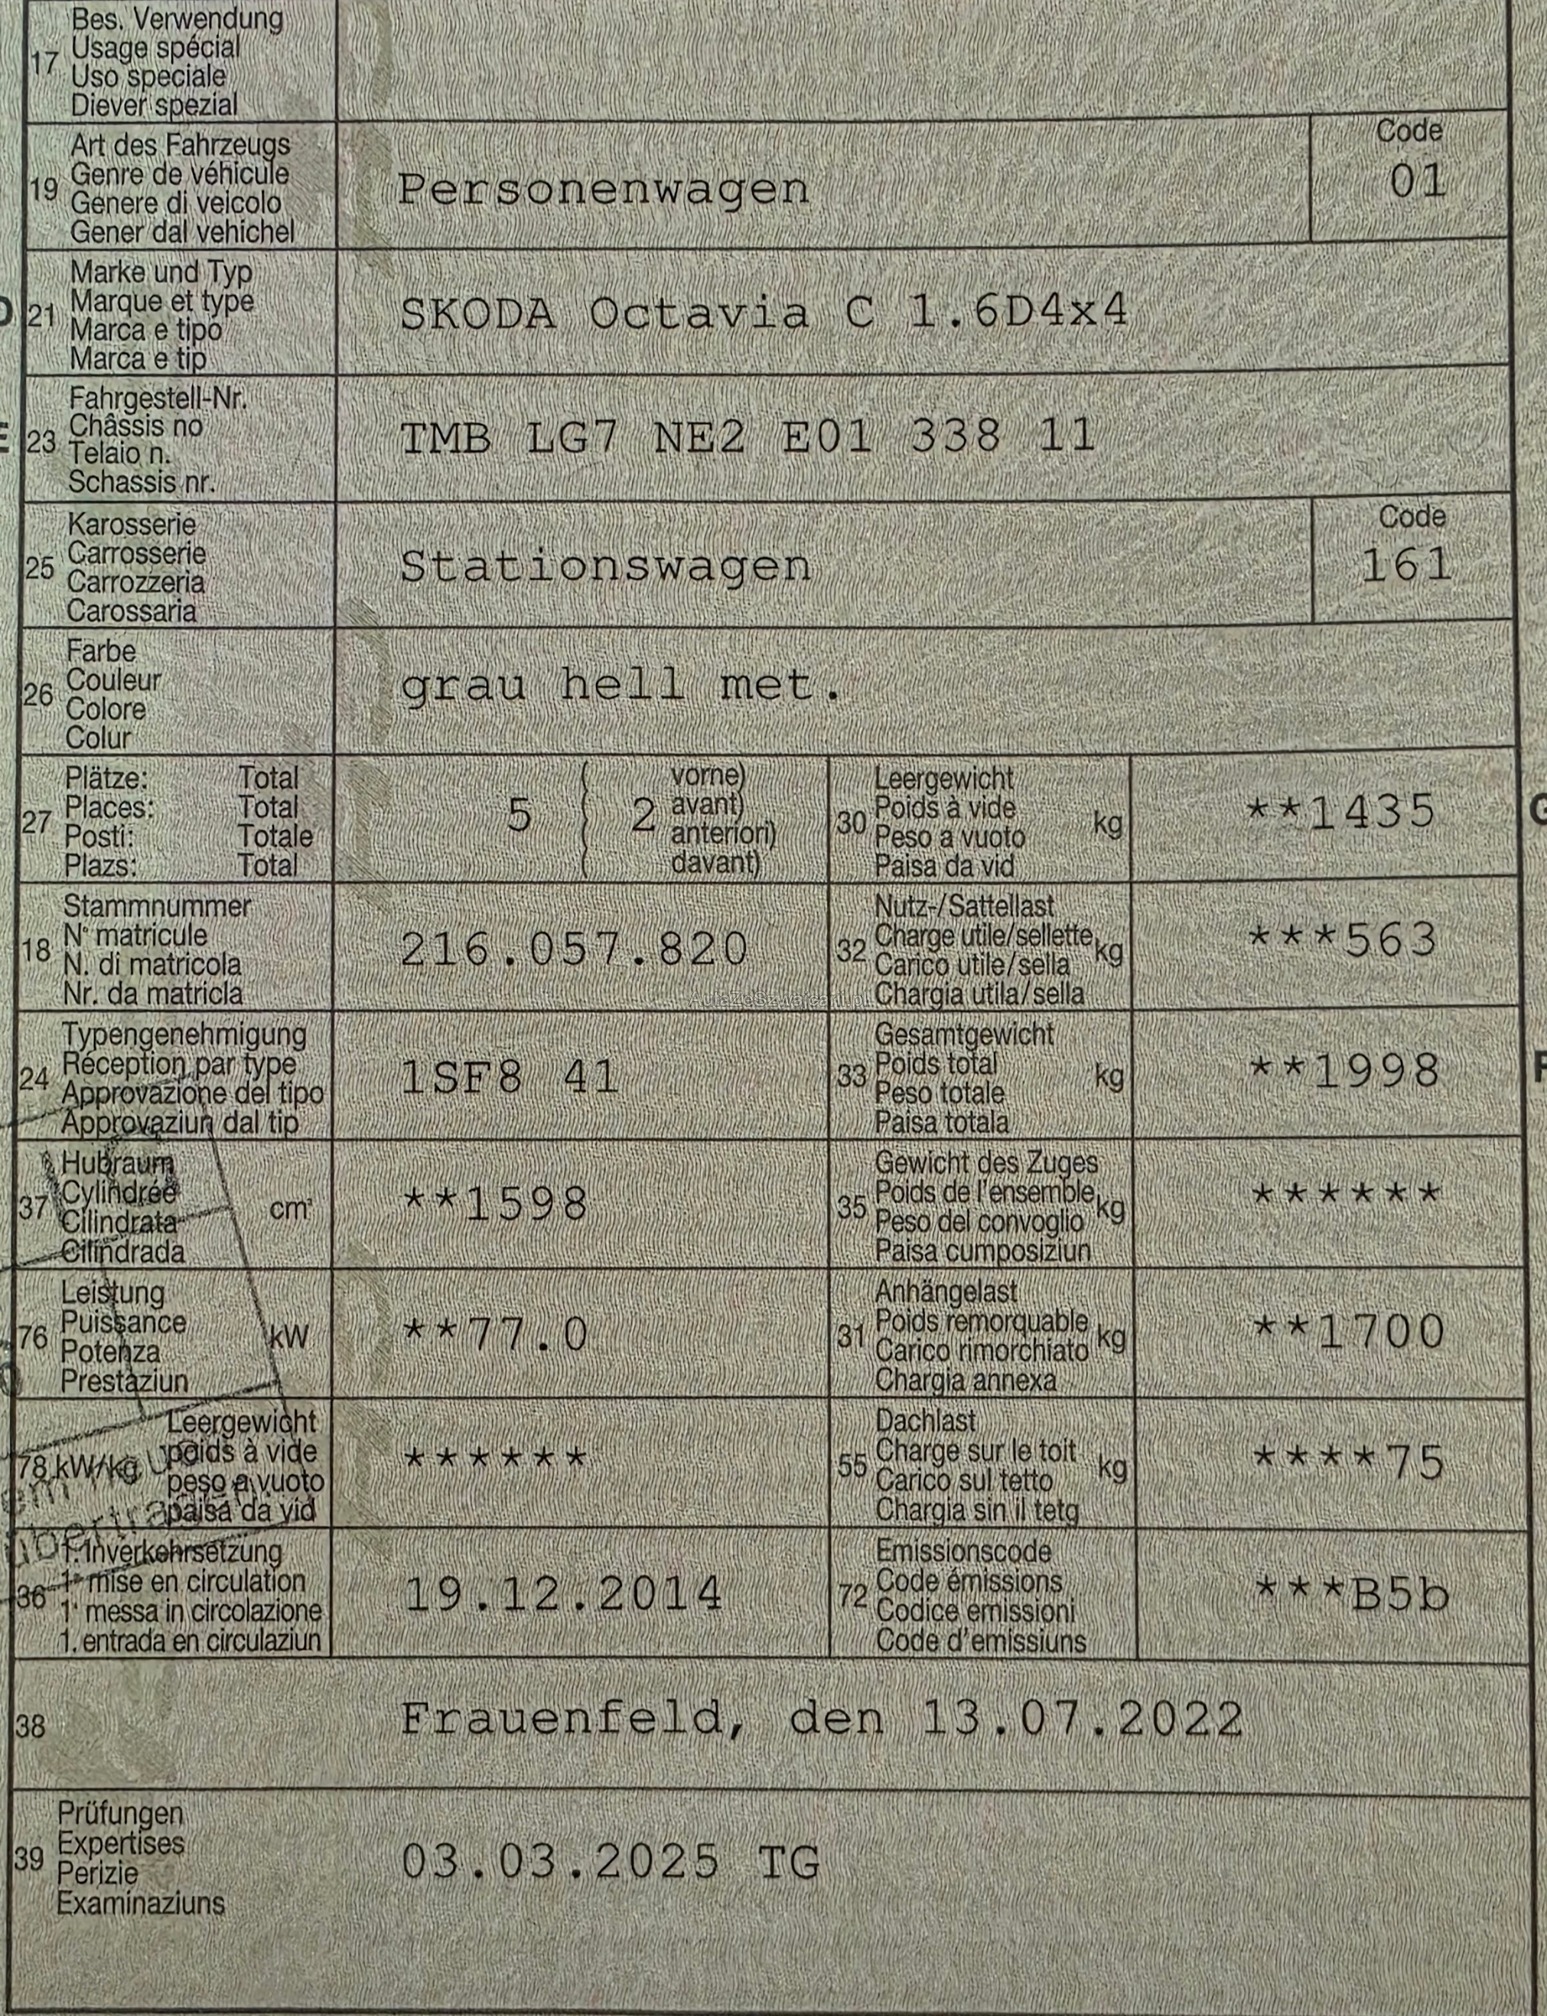 17 Bes. Verwendung
Usage spécial
Uso speciale
Diever spezial
19 Art des Fahrzeugs
Genre de véhicule
Genere di veicolo
Gener dal vehichel
Personenwagen
Code
01
21 Marke und Typ
Marque et type
Marca e tipo
Marca e tip
SKODA Octavia C 1.6D4x4
23 Fahrgestell-Nr.
Châssis no
Telaio n.
Schassis nr.
TMB LG7 NE2 E01 338 11
25 Karosserie
Carrosserie
Carrozzeria
Carossaria
Stationswagen
Code
161
26 Farbe
Couleur
Colore
Colur
grau hell met.
27 Plätze: Total
Places: Total
Posti: Totale
Plazs: Total
5 { 2
vorne)
avant)
anteriori)
davant)
30 Leergewicht
Poids à vide
Peso a vuoto
Paisa da vid
kg
**1435
G
18 Stammnummer
N° matricule
N. di matricola
Nr. da matricla
216.057.820
32 Nutz-/Sattellast
Charge utile/sellette
Carico utile/sella
Chargia utila/sella
kg
***563
24 Typengenehmigung
Réception par type
Approvazione del tipo
Approvaziun dal tip
1SF8 41
33 Gesamtgewicht
Poids total
Peso totale
Paisa totala
kg
**1998
F
37 Hubraum
Cylindrée
Cilindrata
Cilindrada
cm³
**1598
35 Gewicht des Zuges
Poids de l'ensemble
Peso del convoglio
Paisa cumposiziun
kg
******
76 Leistung
Puissance
Potenza
Prestaziun
kW
**77.0
31 Anhängelast
Poids remorquable
Carico rimorchiato
Chargia annexa
kg
**1700
78 kW/kg
Leergewicht
poids à vide
peso a vuoto
paisa da vid
******
55 Dachlast
Charge sur le toit
Carico sul tetto
Chargia sin il tetg
kg
****75
36 1. Inverkehrsetzung
1e mise en circulation
1a messa in circolazione
1. entrada en circulaziun
19.12.2014
72 Emissionscode
Code émissions
Codice emissioni
Code d'emissiuns
***B5b
38 Frauenfeld, den 13.07.2022
39 Prüfungen
Expertises
Perizie
Examinaziuns
03.03.2025 TG